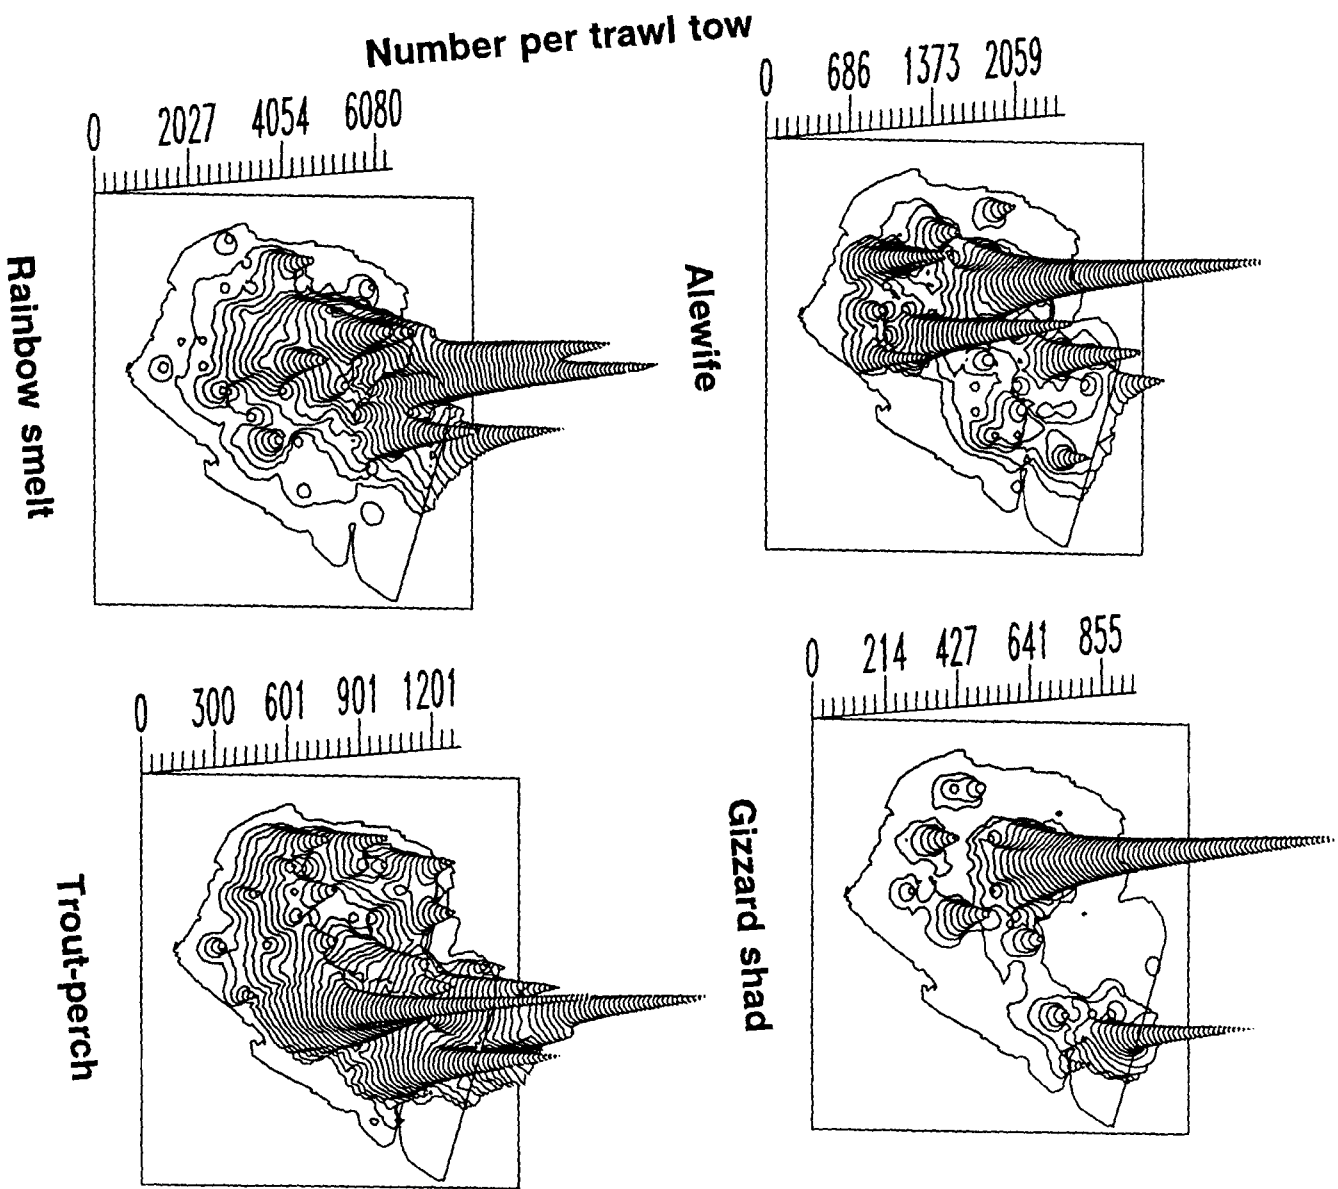 Number per trawl tow
0 2027 4054 6080
Rainbow smelt
0 686 1373 2059
Alewife
0 300 601 901 1201
Trout-perch
0 214 427 641 855
Gizzard shad